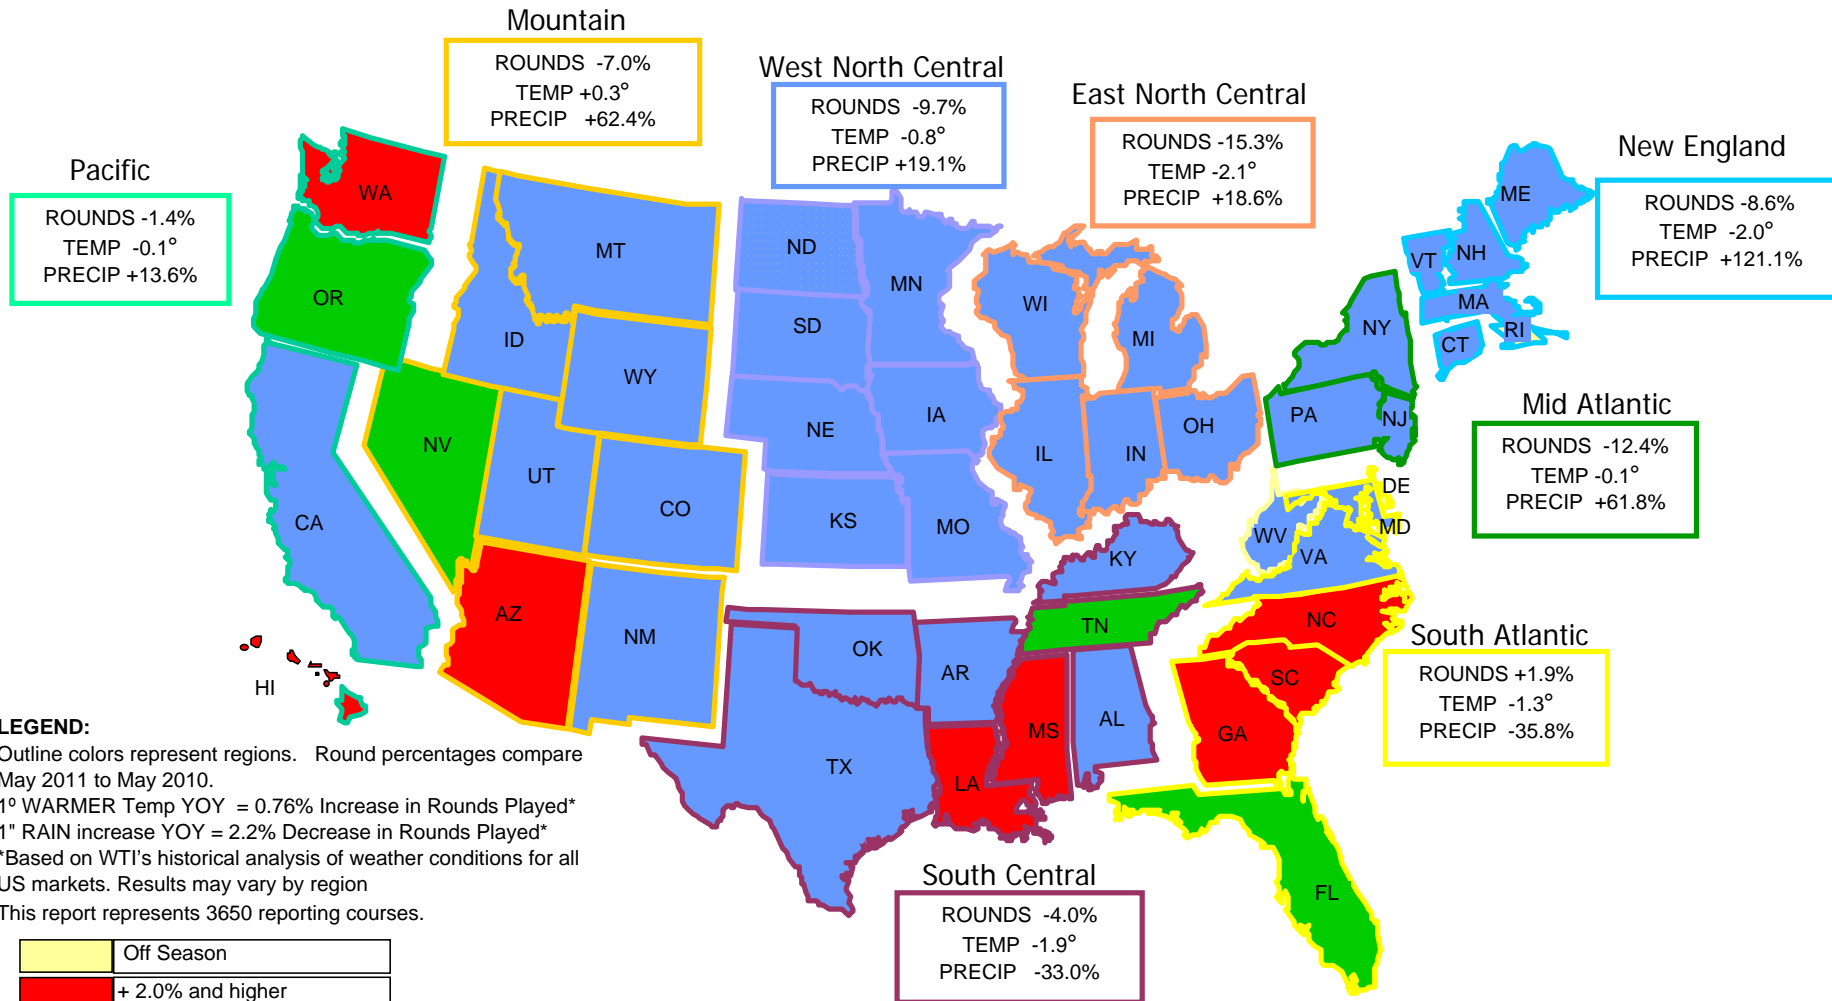 Mountain
ROUNDS -7.0%
TEMP +0.3°
PRECIP +62.4%
West North Central
ROUNDS -9.7%
TEMP -0.8°
PRECIP +19.1%
East North Central
ROUNDS -15.3%
TEMP -2.1°
PRECIP +18.6%
New England
ROUNDS -8.6%
TEMP -2.0°
PRECIP +121.1%
Pacific
ROUNDS -1.4%
TEMP -0.1°
PRECIP +13.6%
Mid Atlantic
ROUNDS -12.4%
TEMP -0.1°
PRECIP +61.8%
South Atlantic
ROUNDS +1.9%
TEMP -1.3°
PRECIP -35.8%
South Central
ROUNDS -4.0%
TEMP -1.9°
PRECIP -33.0%
WA
OR
CA
HI
MT
ID
WY
NV
UT
CO
AZ
NM
ND
SD
NE
KS
MN
IA
MO
WI
MI
IL
IN
OH
ME
VT
NH
MA
RI
CT
NY
PA
NJ
DE
MD
WV
VA
NC
SC
GA
FL
KY
TN
OK
AR
TX
LA
MS
AL
LEGEND:
Outline colors represent regions. Round percentages compare
May 2011 to May 2010.
1º WARMER Temp YOY = 0.76% Increase in Rounds Played*
1" RAIN increase YOY = 2.2% Decrease in Rounds Played*
*Based on WTI's historical analysis of weather conditions for all
US markets. Results may vary by region
This report represents 3650 reporting courses.
Off Season
+ 2.0% and higher